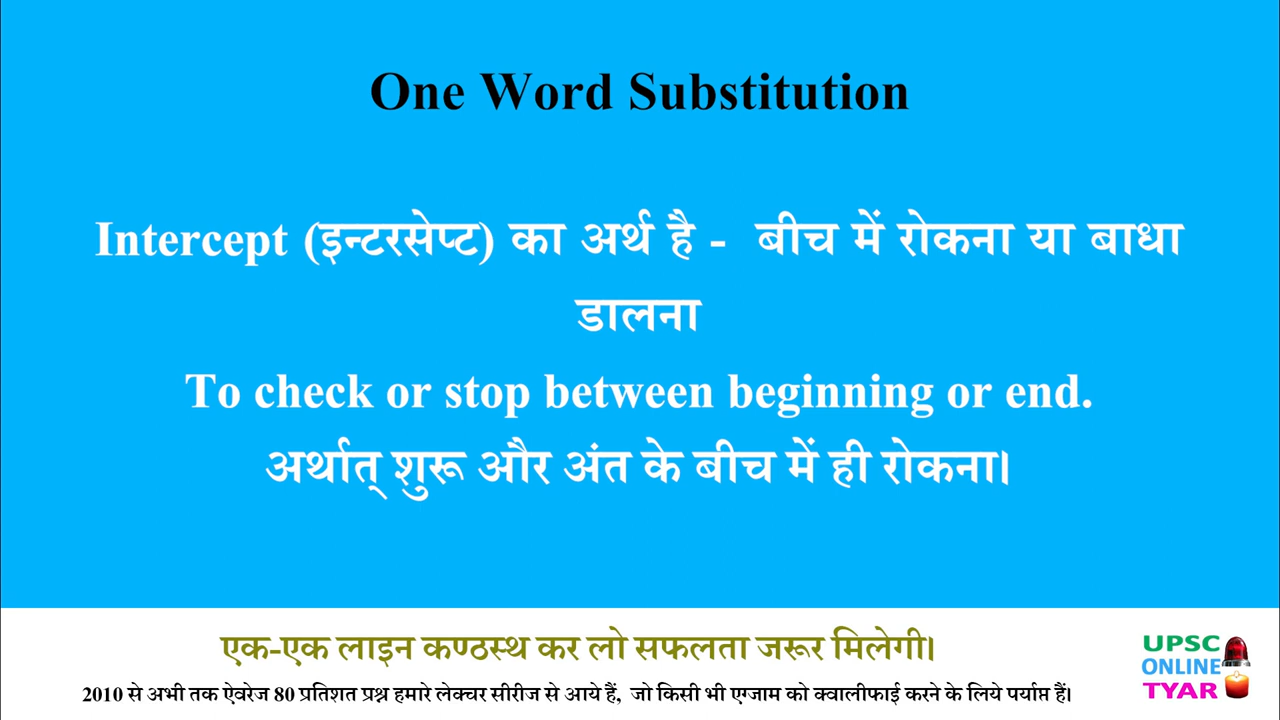 One Word Substitution
Intercept (इन्टरसेप्ट) का अर्थ है - बीच में रोकना या बाधा
डालना
To check or stop between beginning or end.
अर्थात् शुरू और अंत के बीच में ही रोकना।
एक-एक लाइन कण्ठस्थ कर लो सफलता जरूर मिलेगी।
2010 से अभी तक ऐवरेज 80 प्रतिशत प्रश्न हमारे लेक्चर सीरीज से आये हैं, जो किसी भी एग्जाम को क्वालीफाई करने के लिये पर्याप्त हैं।
UPSC
ONLINE
TYAR